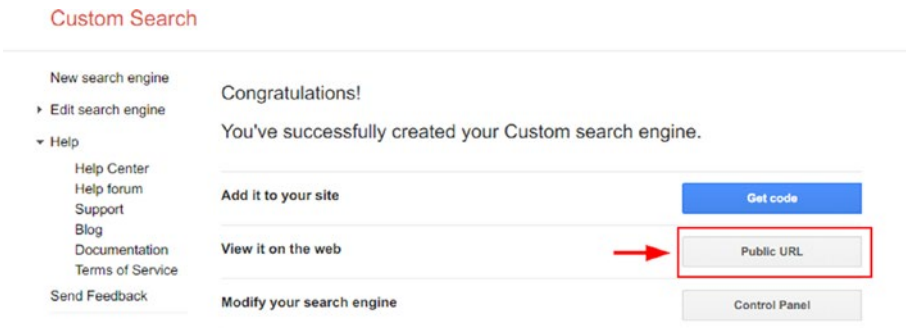 Custom Search
New search engine
Edit search engine
Help
Help Center
Help forum
Support
Blog
Documentation
Terms of Service
Send Feedback
Congratulations!
You've successfully created your Custom search engine.
Add it to your site
Get code
View it on the web
Public URL
Modify your search engine
Control Panel